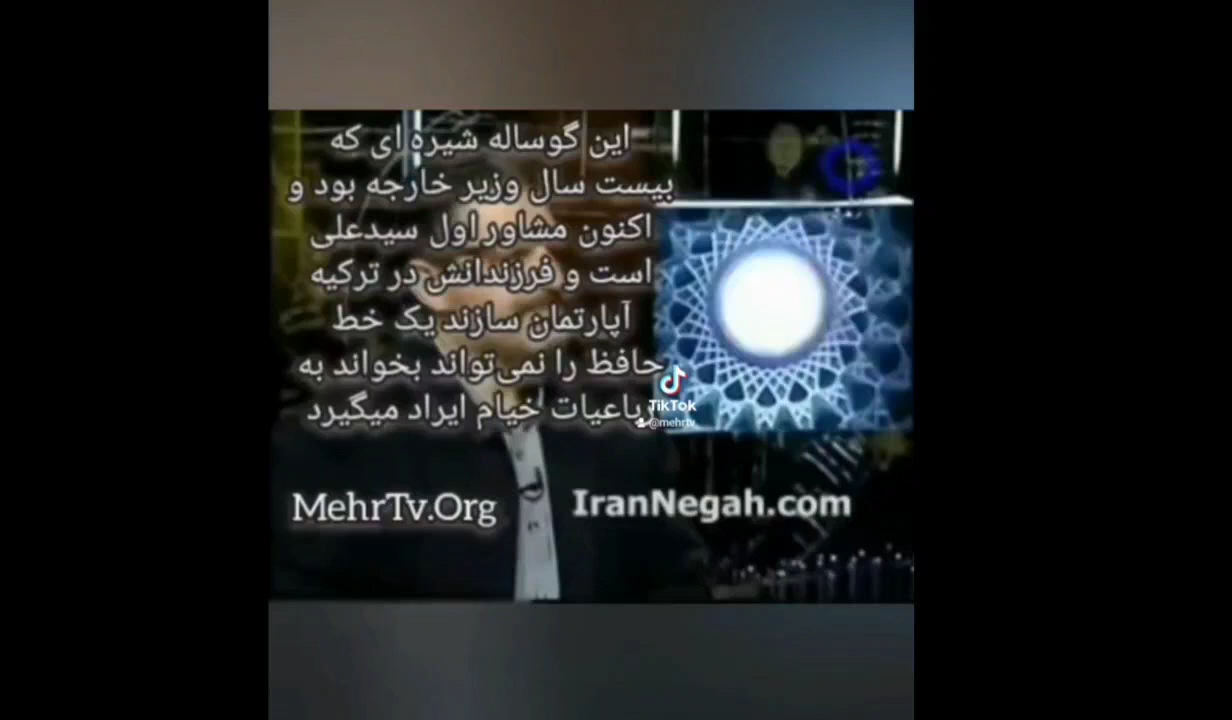 این گوساله شیره ای که
بیست سال وزیر خارجه بود و
اکنون مشاور اول سیدعلی
است و فرزندانش در ترکیه
آپارتمان سازند یک خط
حافظ را نمی‌تواند بخواند به
رباعیات خیام ایراد میگیرد
TikTok
@mehrtv
MehrTv.Org
IranNegah.com